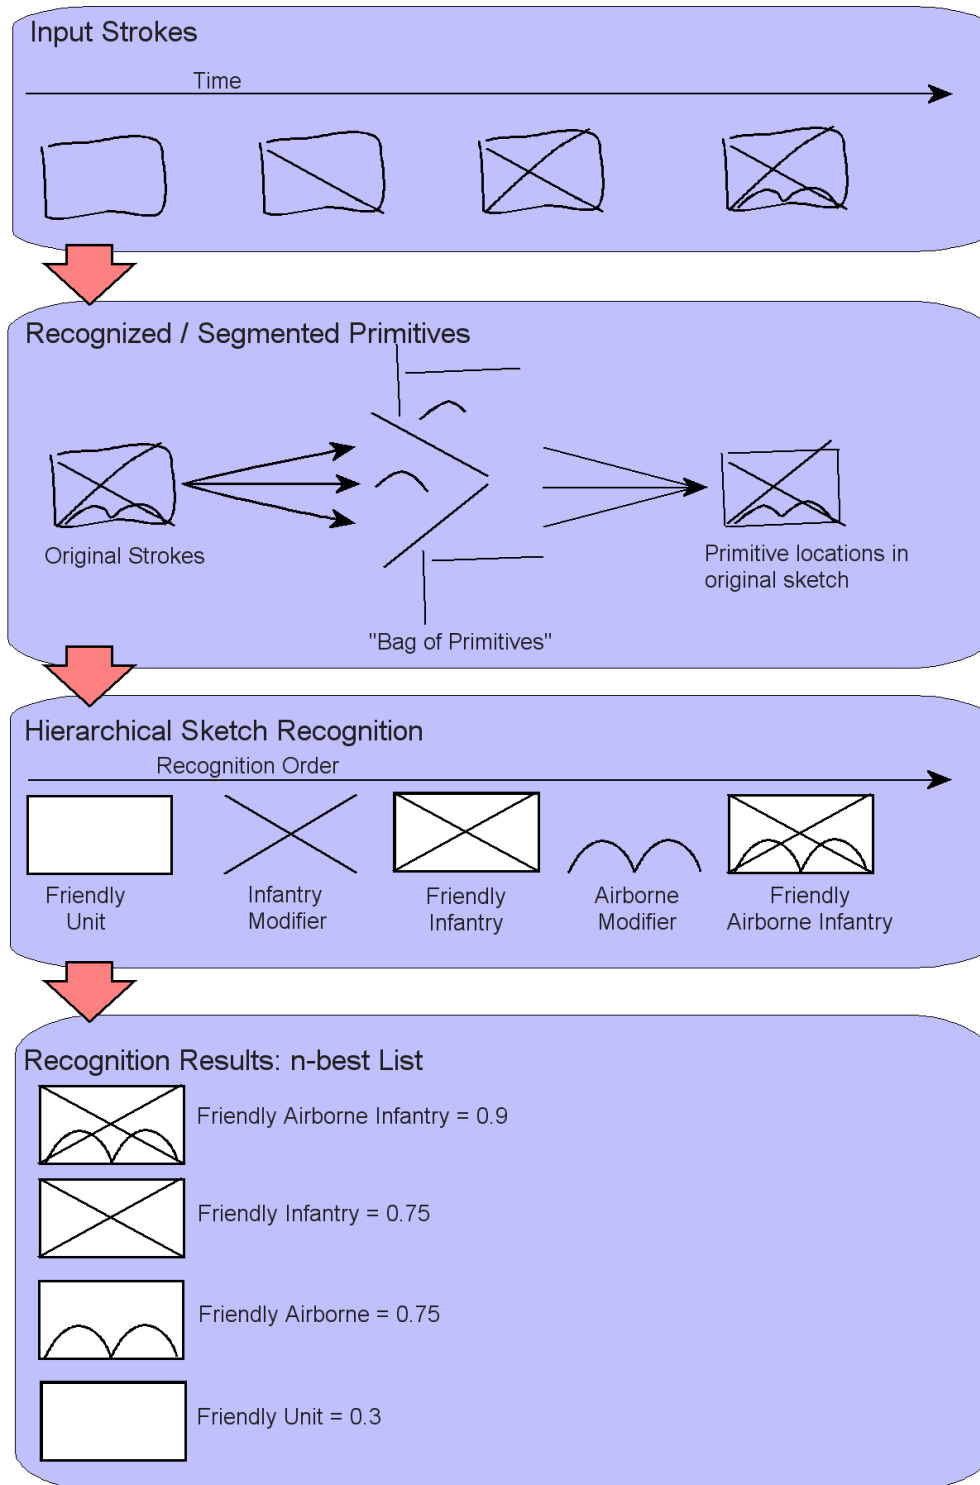 Input Strokes
Time
Recognized / Segmented Primitives
Original Strokes
"Bag of Primitives"
Primitive locations in
original sketch
Hierarchical Sketch Recognition
Recognition Order
Friendly
Unit
Infantry
Modifier
Friendly
Infantry
Airborne
Modifier
Friendly
Airborne Infantry
Recognition Results: n-best List
Friendly Airborne Infantry = 0.9
Friendly Infantry = 0.75
Friendly Airborne = 0.75
Friendly Unit = 0.3